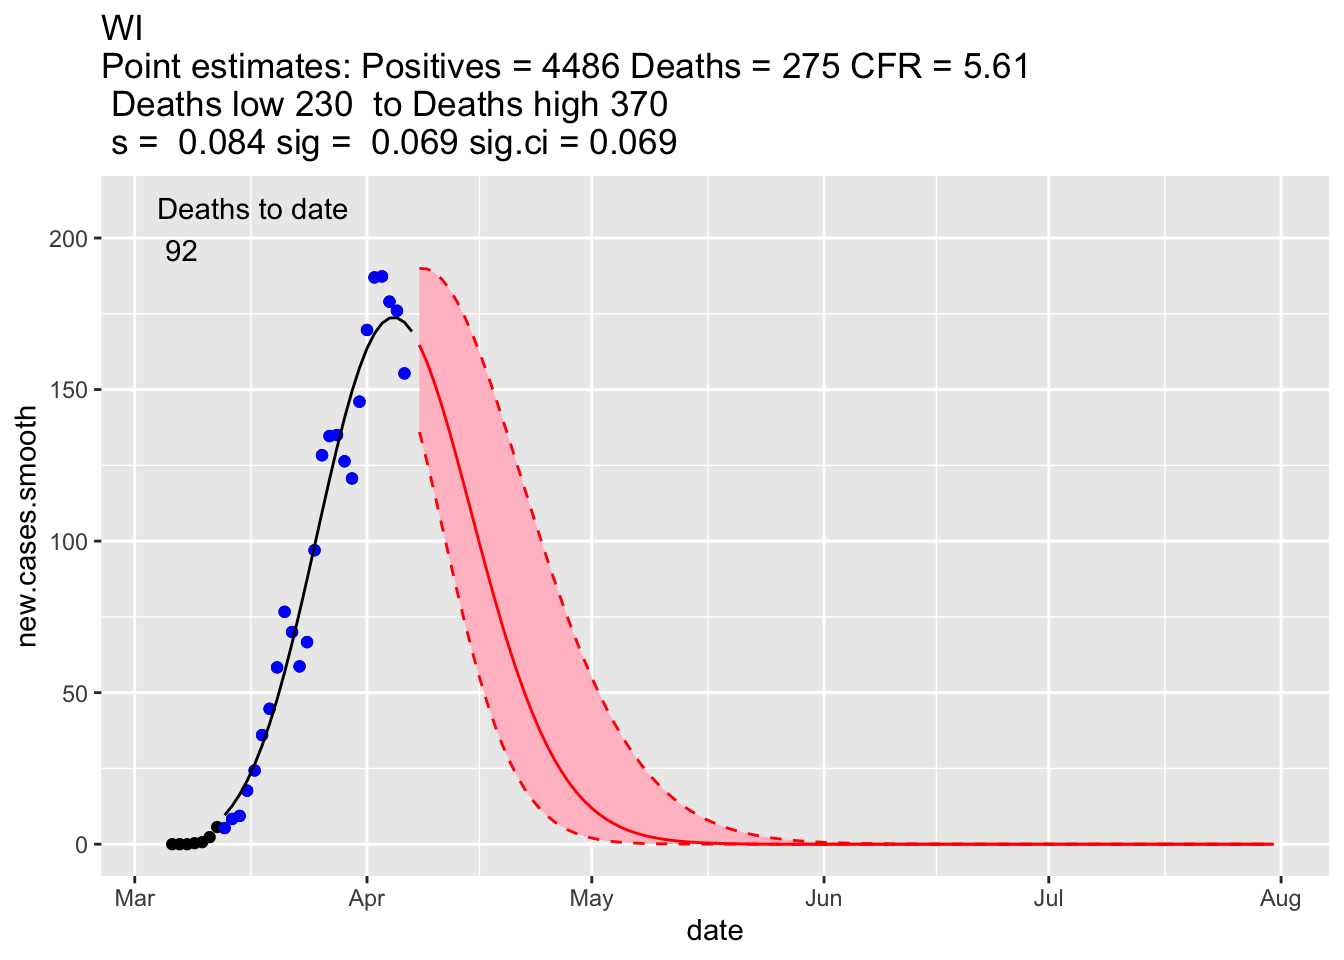 WI
Point estimates: Positives = 4486 Deaths = 275 CFR = 5.61
Deaths low 230  to Deaths high 370
s =  0.084 sig =  0.069 sig.ci = 0.069
Deaths to date
92
200
150
100
50
0
new.cases.smooth
Mar Apr May Jun Jul Aug
date